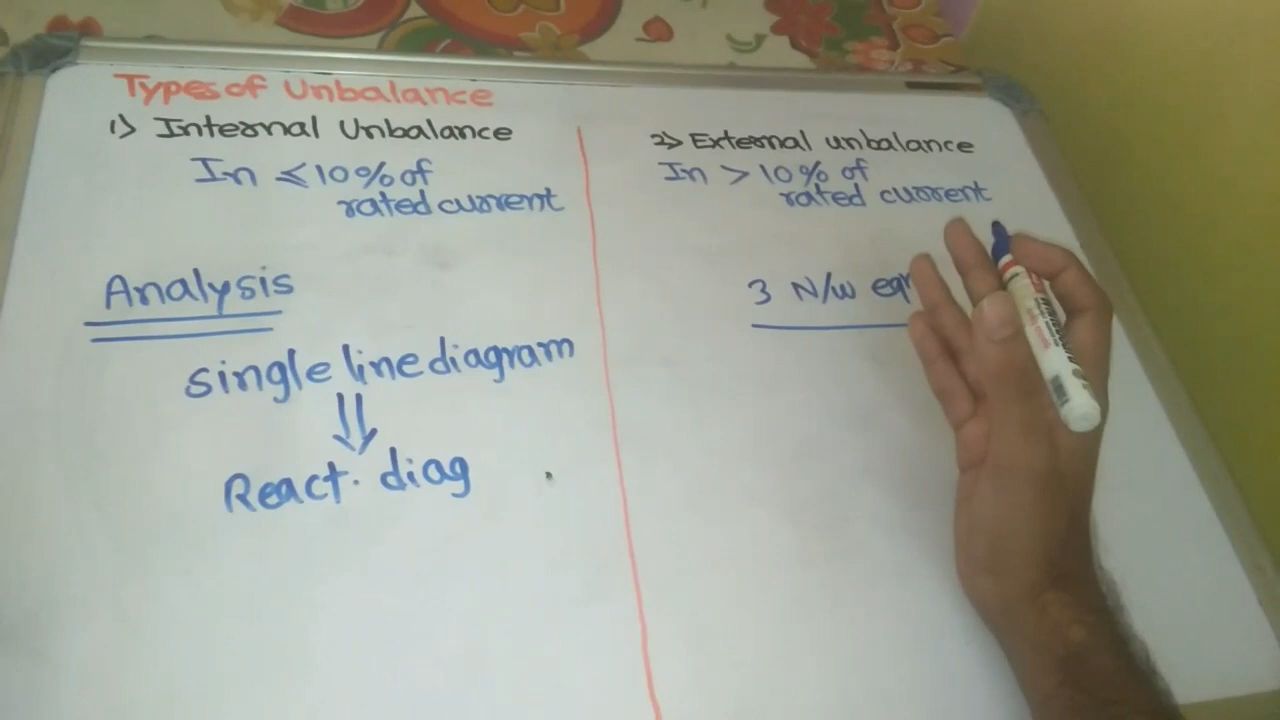 Types of Unbalance
1) Internal Unbalance
In ≤ 10% of
rated current
Analysis
single line diagram
⇓
React. diag
2) External unbalance
In > 10% of
rated current
3 N/W